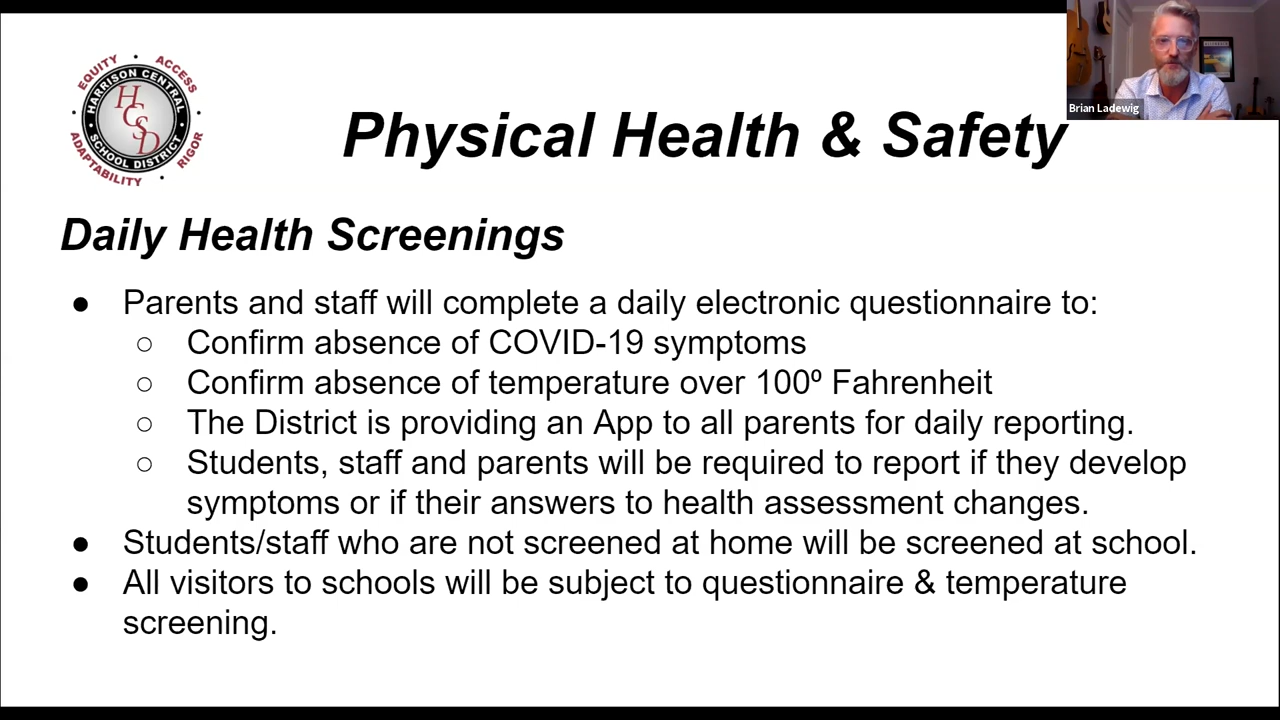 EQUITY • ACCESS
HARRISON CENTRAL
HCSD
• SCHOOL DISTRICT •
ADAPTABILITY • RIGOR
Brian Ladewig
Physical Health & Safety
Daily Health Screenings
● Parents and staff will complete a daily electronic questionnaire to:
○ Confirm absence of COVID-19 symptoms
○ Confirm absence of temperature over 100º Fahrenheit
○ The District is providing an App to all parents for daily reporting.
○ Students, staff and parents will be required to report if they develop
symptoms or if their answers to health assessment changes.
● Students/staff who are not screened at home will be screened at school.
● All visitors to schools will be subject to questionnaire & temperature
screening.